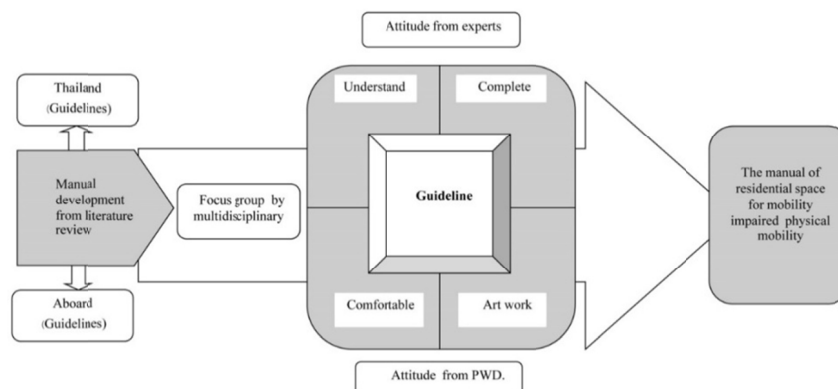 Attitude from experts
Thailand
(Guidelines)
Understand
Complete
Manual
development
from literature
review
Focus group by
multidisciplinary
Guideline
The manual of
residential space
for mobility
impaired physical
mobility
Aboard
(Guidelines)
Comfortable
Art work
Attitude from PWD.